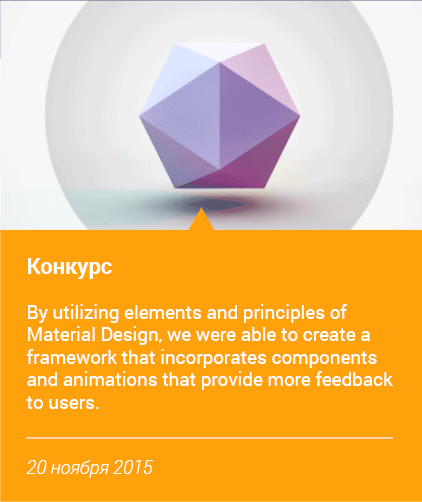 Конкурс
By utilizing elements and principles of
Material Design, we were able to create a
framework that incorporates components
and animations that provide more feedback
to users.
20 ноября 2015